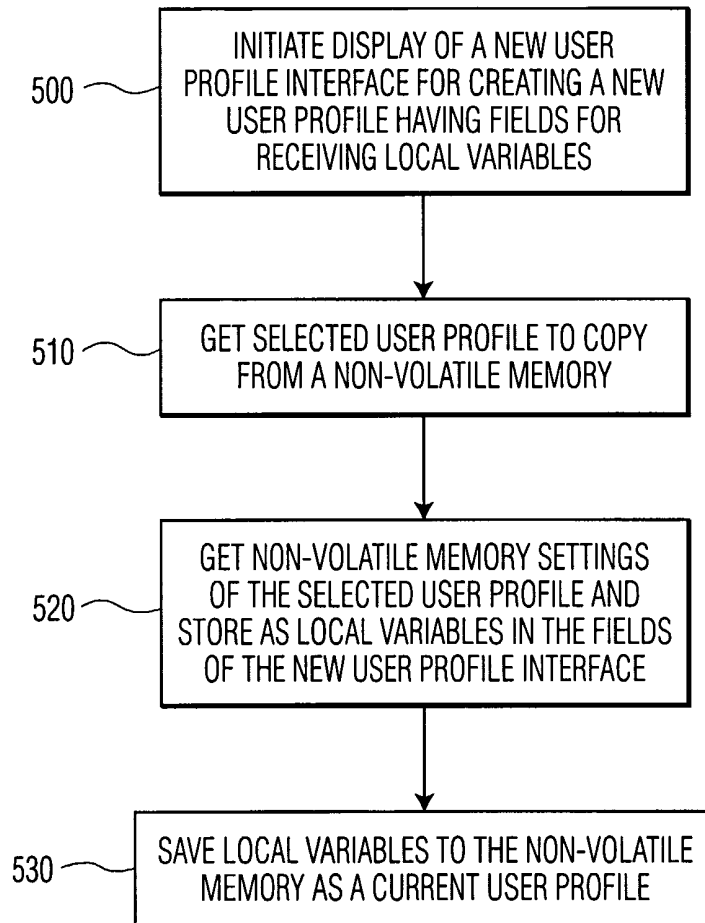 500
INITIATE DISPLAY OF A NEW USER
PROFILE INTERFACE FOR CREATING A NEW
USER PROFILE HAVING FIELDS FOR
RECEIVING LOCAL VARIABLES
510
GET SELECTED USER PROFILE TO COPY
FROM A NON-VOLATILE MEMORY
520
GET NON-VOLATILE MEMORY SETTINGS
OF THE SELECTED USER PROFILE AND
STORE AS LOCAL VARIABLES IN THE FIELDS
OF THE NEW USER PROFILE INTERFACE
530
SAVE LOCAL VARIABLES TO THE NON-VOLATILE
MEMORY AS A CURRENT USER PROFILE